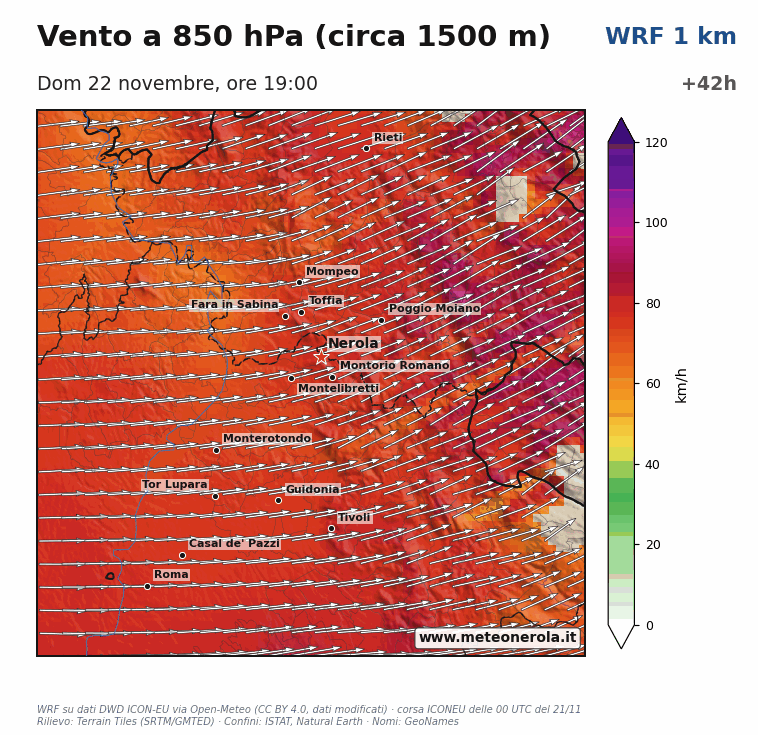 Vento a 850 hPa (circa 1500 m)
WRF 1 km
Dom 22 novembre, ore 19:00
+42h
Rieti
Mompeo
Fara in Sabina
Toffia
Poggio Moiano
Nerola
Montorio Romano
Montelibretti
Monterotondo
Tor Lupara
Guidonia
Tivoli
Casal de' Pazzi
Roma
www.meteonerola.it
120
100
80
60
40
20
0
km/h
WRF su dati DWD ICON-EU via Open-Meteo (CC BY 4.0, dati modificati) · corsa ICONEU delle 00 UTC del 21/11
Rilievo: Terrain Tiles (SRTM/GMTED) · Confini: ISTAT, Natural Earth · Nomi: GeoNames